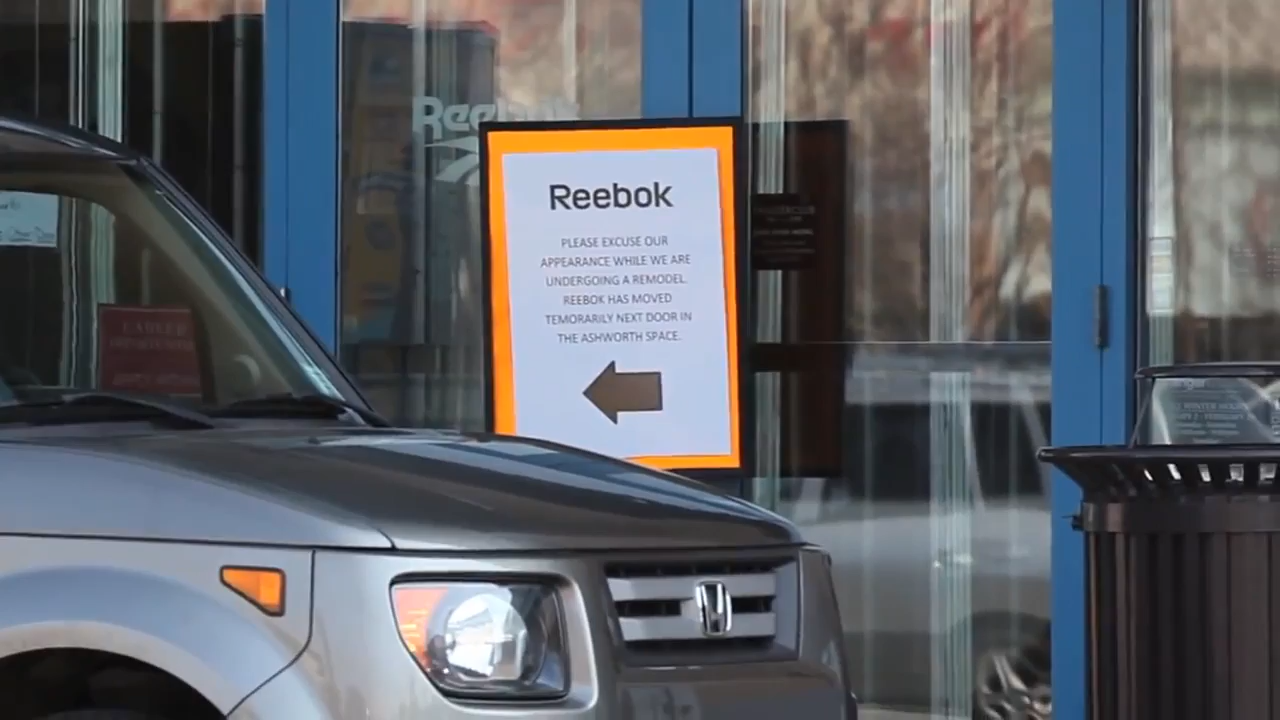 Reebok
Reebok
PLEASE EXCUSE OUR
APPEARANCE WHILE WE ARE
UNDERGOING A REMODEL.
REEBOK HAS MOVED
TEMORARILY NEXT DOOR IN
THE ASHWORTH SPACE.